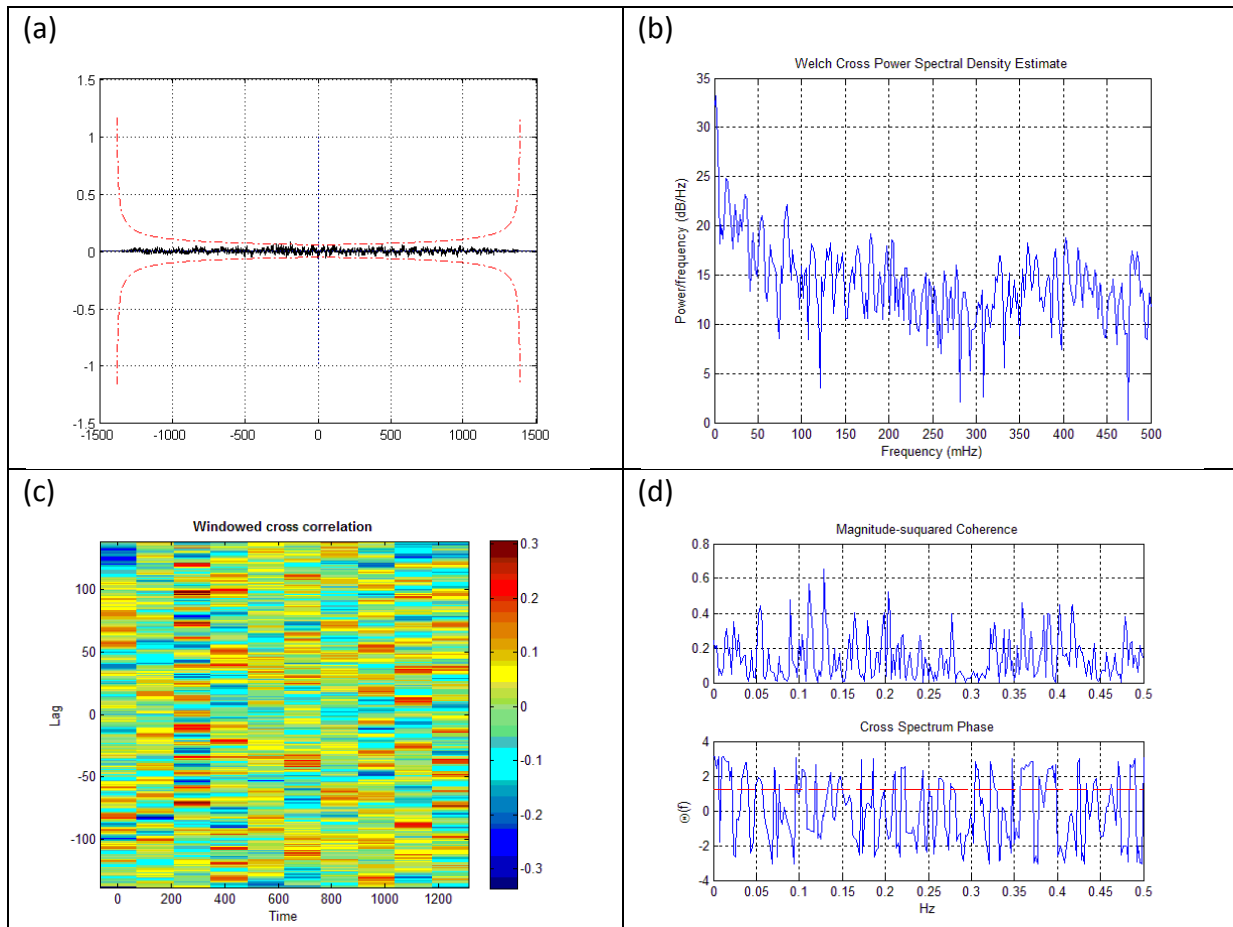 (a)
1.5
1
0.5
0
-0.5
-1
-1.5
-1500 -1000 -500 0 500 1000 1500
(b)
Welch Cross Power Spectral Density Estimate
Power/frequency (dB/Hz)
35
30
25
20
15
10
5
0
0 50 100 150 200 250 300 350 400 450 500
Frequency (mHz)
(c)
Windowed cross correlation
Lag
100
50
0
-50
-100
0 200 400 600 800 1000 1200
Time
0.3
0.2
0.1
0
-0.1
-0.2
-0.3
(d)
Magnitude-suquared Coherence
0.8
0.6
0.4
0.2
0
0 0.05 0.1 0.15 0.2 0.25 0.3 0.35 0.4 0.45 0.5
Cross Spectrum Phase
Θ(f)
4
2
0
-2
-4
0 0.05 0.1 0.15 0.2 0.25 0.3 0.35 0.4 0.45 0.5
Hz